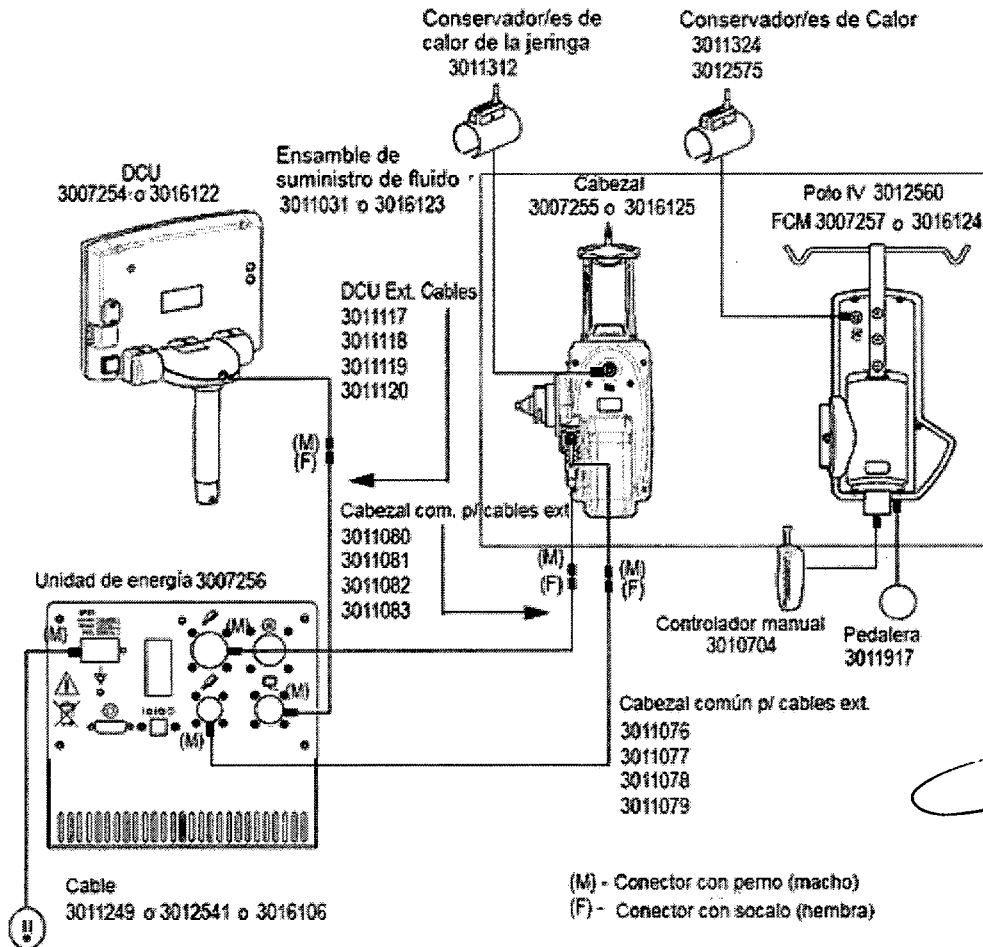 Conservador/es de
calor de la jeringa
3011312
Conservador/es de Calor
3011324
3012575
DCU
3007254 o 3016122
Ensamble de
suministro de fluido
3011031 o 3016123
Cabezal
3007255 o 3016125
Polo IV 3012560
FCM 3007257 o 3016124
DCU Ext. Cables
3011117
3011118
3011119
3011120
(M)
(F)
Cabezal com. p/ cables ext
3011080
3011081
3011082
3011083
(M)
(F)
(M)
(F)
Unidad de energía 3007256
(M)
(M)
(M)
(M)
Controlador manual
3010704
Pedalera
3011917
Cabezal común p/ cables ext.
3011076
3011077
3011078
3011079
Cable
3011249 o 3012541 o 3016106
(M) - Conector con perno (macho)
(F) - Conector con socalo (hembra)